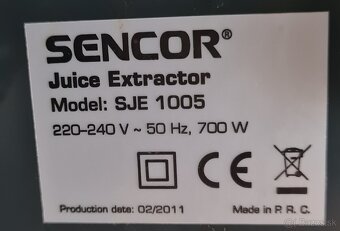 SENCOR®
Juice Extractor
Model: SJE 1005
220-240 V ~ 50 Hz, 700 W
CE
Production date: 02/2011 Made in P. R. C.